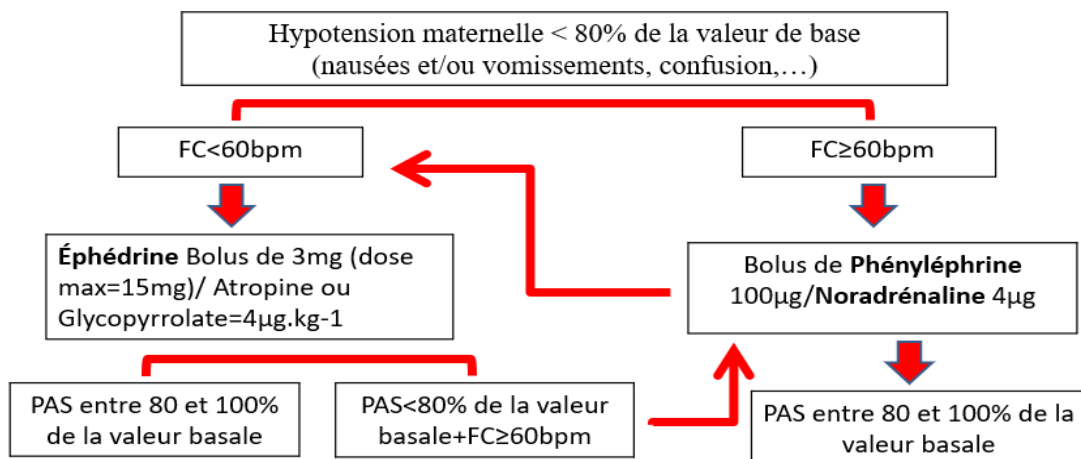 Hypotension maternelle < 80% de la valeur de base
(nausées et/ou vomissements, confusion,…)
FC<60bpm
FC≥60bpm
Éphédrine Bolus de 3mg (dose
max=15mg)/ Atropine ou
Glycopyrrolate=4µg.kg-1
Bolus de Phényléphrine
100µg/Noradrénaline 4µg
PAS entre 80 et 100%
de la valeur basale
PAS<80% de la valeur
basale+FC≥60bpm
PAS entre 80 et 100% de la
valeur basale